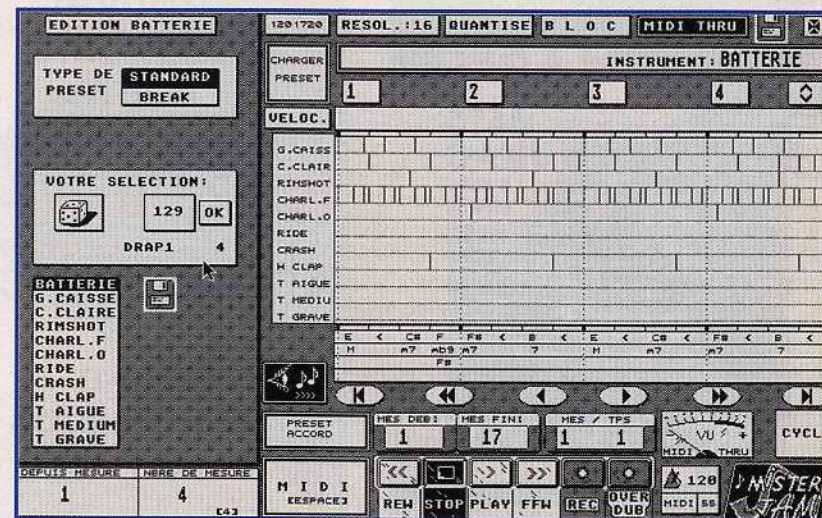 EDITION BATTERIE
TYPE DE PRESET
STANDARD
BREAK
VOTRE SELECTION:
129 OK
DRAP1 4
BATTERIE
G.CAISSE
C.CLAIRE
RIMSHOT
CHARL.F
CHARL.O
RIDE
CRASH
H CLAP
T AIGUE
T MEDIUM
T GRAVE
DEPUIS MESURE NBRE DE MESURE
1 4
[4]
1201720 RESOL.:16 QUANTISE B L O C MIDI THRU
CHARGER PRESET
INSTRUMENT: BATTERIE
1 2 3 4
VELOC.
G.CAISS
C.CLAIR
RIMSHOT
CHARL.F
CHARL.O
RIDE
CRASH
H CLAP
T AIGUE
T MEDIU
T GRAVE
E < C# F F# < B < E < C# < F# < B <
M m7 mb9 m7 7 M m7 m7 7
F#
PRESET ACCORD
MES DEB: 1
MES FIN: 17
MES / TPS
1 1
- VU +
MIDI THRU
CYCL
M I D I
[ESPACE]
REW STOP PLAY FFW REC OVER DUB
120
MIDI
MISTER JAM